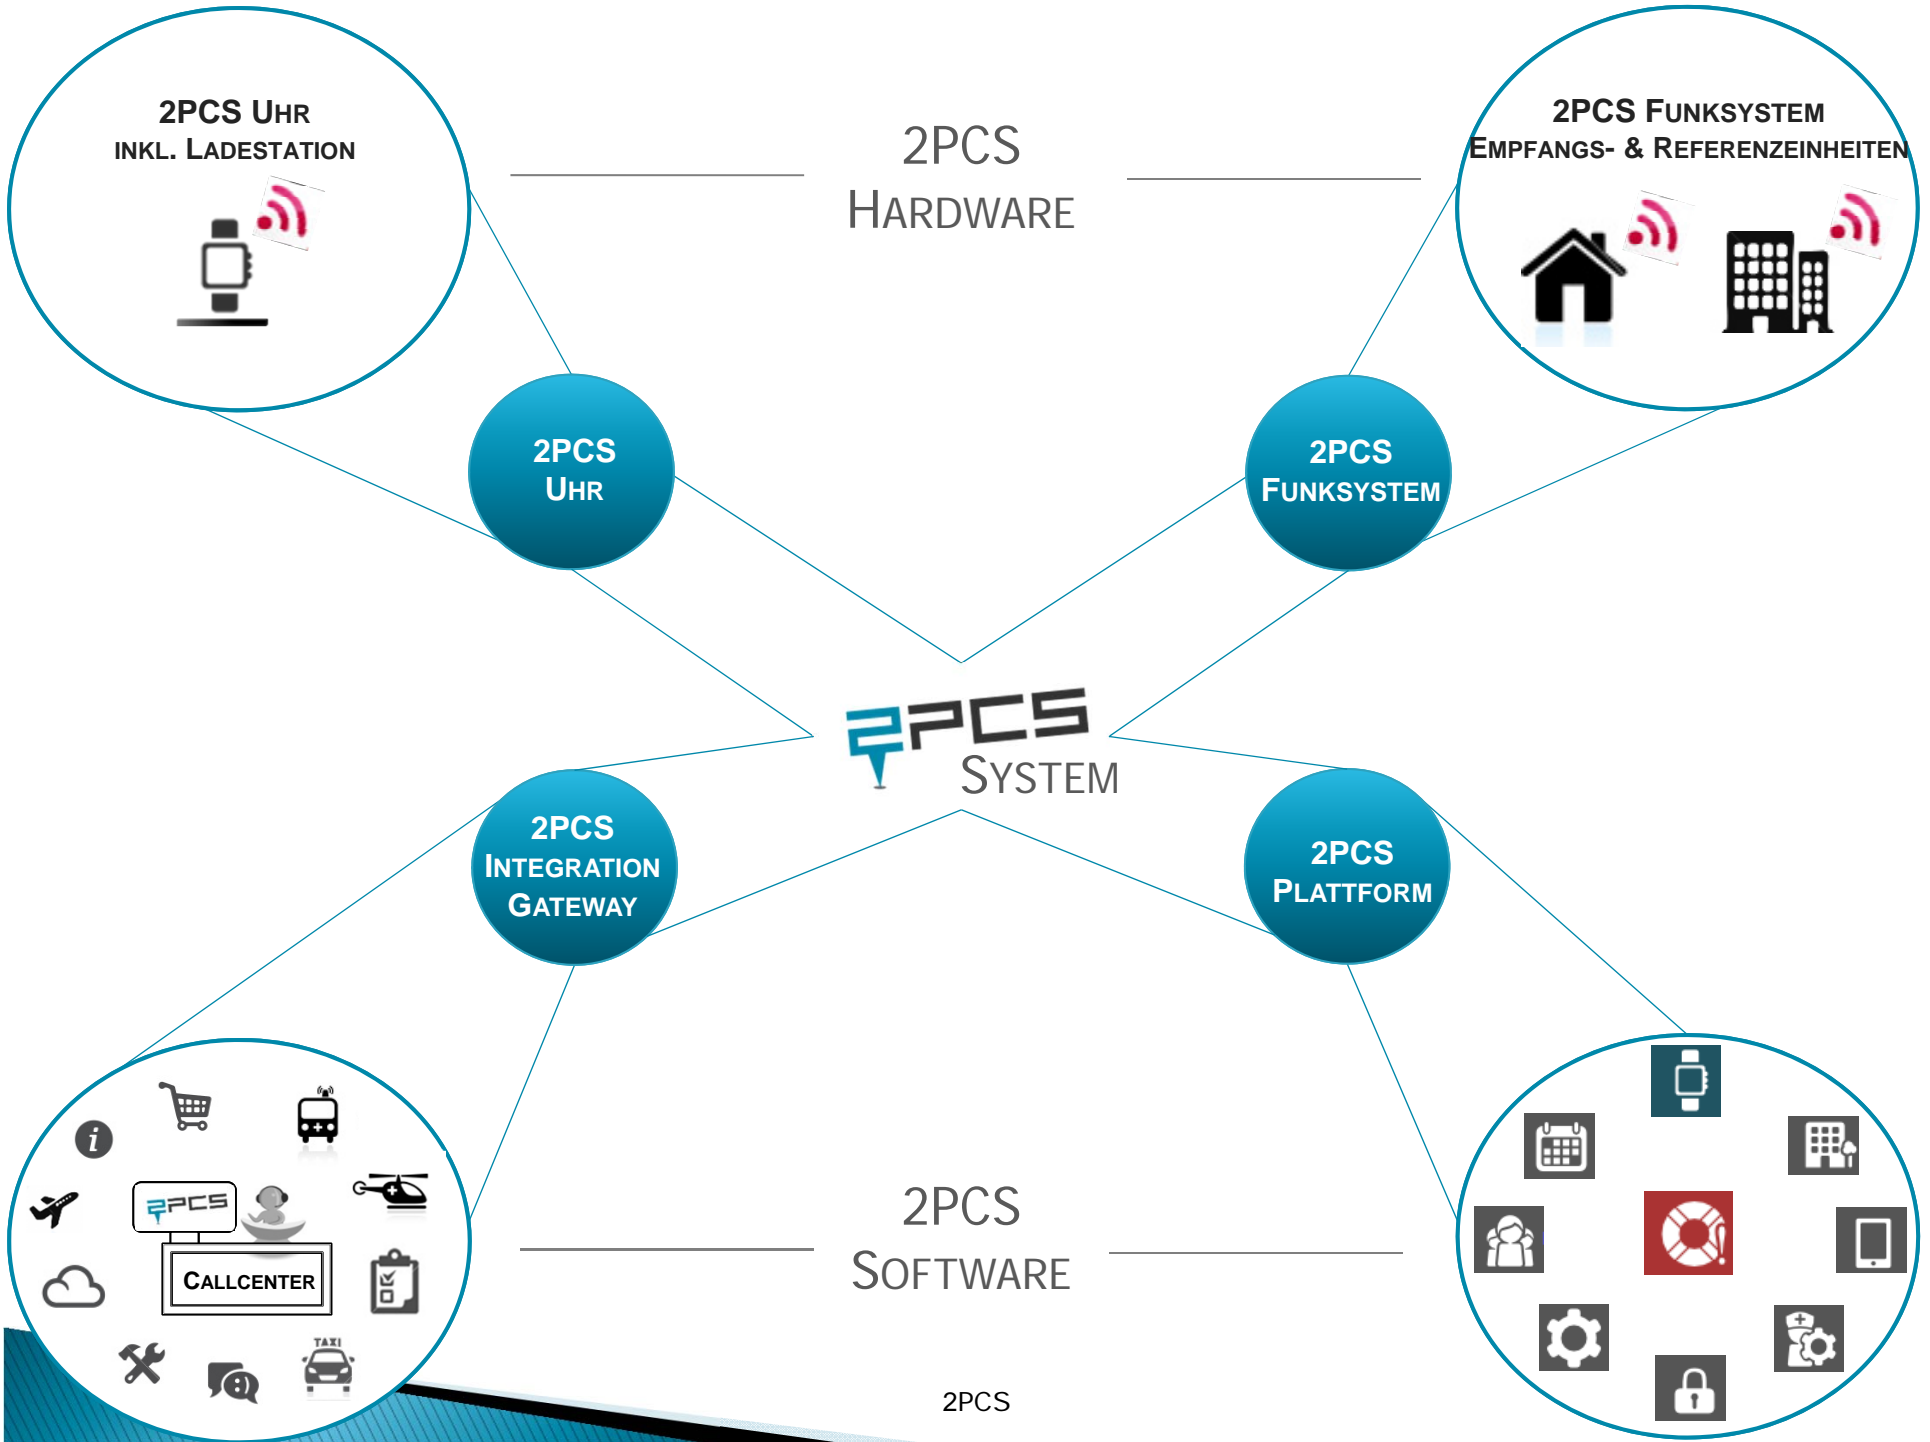 2PCS UHR
INKL. LADESTATION
2PCS
HARDWARE
2PCS FUNKSYSTEM
EMPFANGS- & REFERENZEINHEITEN
2PCS
UHR
2PCS
FUNKSYSTEM
2PCS
SYSTEM
2PCS
INTEGRATION
GATEWAY
2PCS
PLATTFORM
i
2PCS
CALLCENTER
TAXI
2PCS
SOFTWARE
2PCS